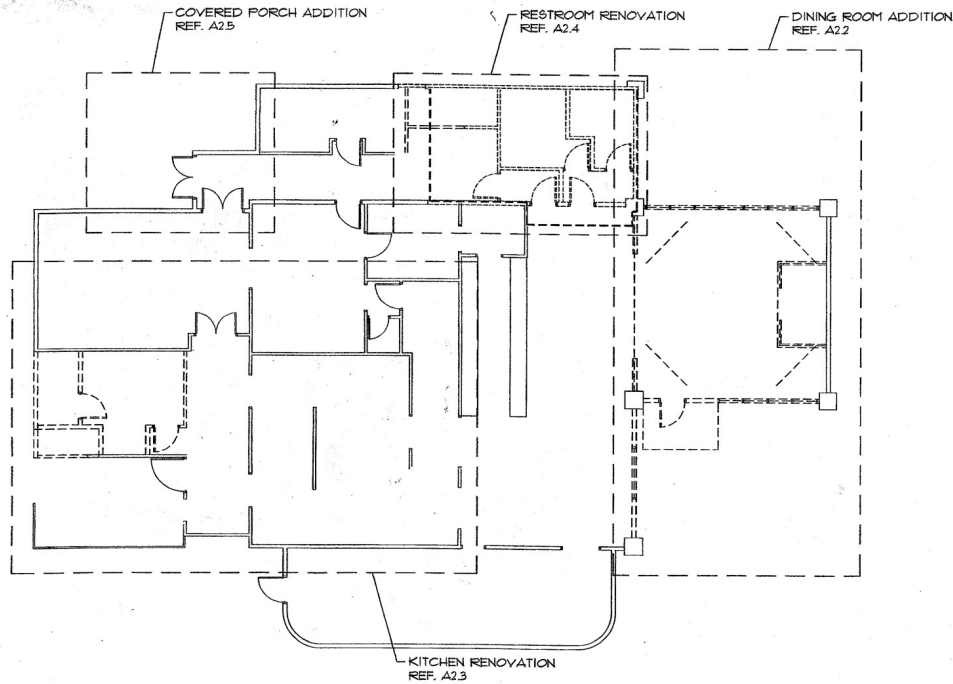 COVERED PORCH ADDITION
REF. A2.5
RESTROOM RENOVATION
REF. A2.4
DINING ROOM ADDITION
REF. A2.2
KITCHEN RENOVATION
REF. A2.3